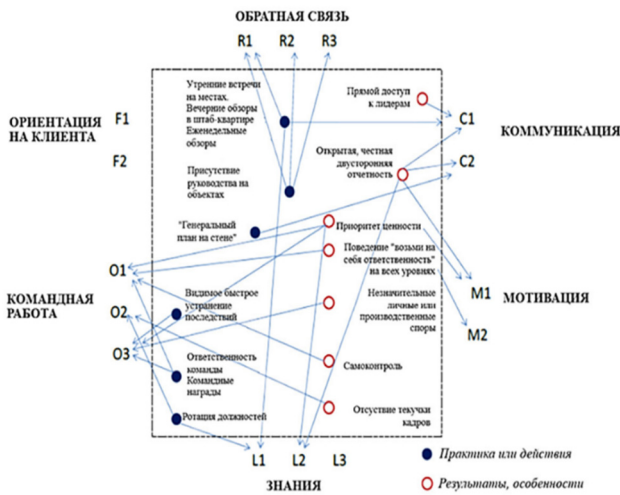 ОБРАТНАЯ СВЯЗЬ
R1 R2 R3
ОРИЕНТАЦИЯ
НА КЛИЕНТА
F1
F2
Утренние встречи
на местах.
Вечерние обзоры
в штаб-квартире
Еженедельные
обзоры
Прямой доступ
к лидерам
C1
C2
КОММУНИКАЦИЯ
Открытая, честная
двусторонняя
отчетность
Присутствие
руководства на
объектах
"Генеральный
план на стене"
Приоритет ценности
Поведение "возьми на
себя ответственность"
на всех уровнях
КОМАНДНАЯ
РАБОТА
O1
O2
O3
M1
M2
МОТИВАЦИЯ
Видимое быстрое
устранение
последствий
Незначительные
личные или
производственные
споры
Ответственность
команды
Командные
награды
Самоконтроль
Ротация должностей
Отсуствие текучки
кадров
L1 L2 L3
ЗНАНИЯ
Практика или действия
Результаты, особенности